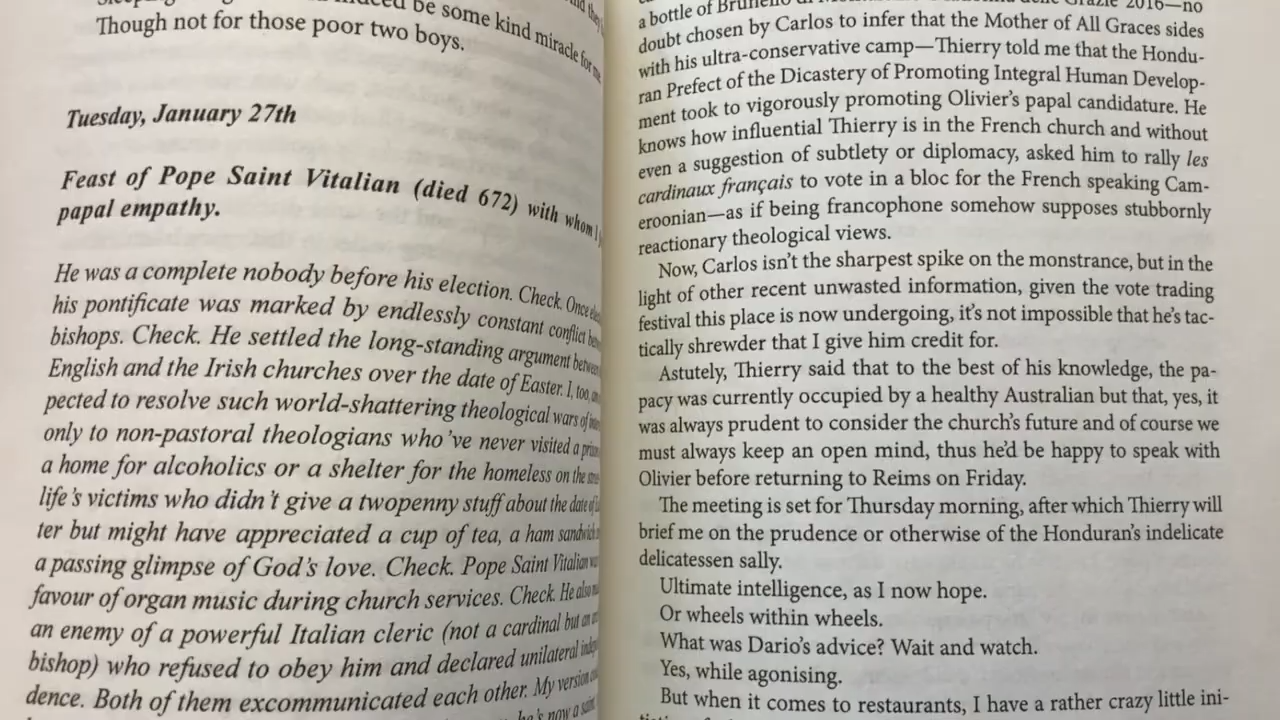 be some kind miracle for me.
Though not for those poor two boys.
Tuesday, January 27th
Feast of Pope Saint Vitalian (died 672) with whom I
papal empathy.
He was a complete nobody before his election. Check. Once
his pontificate was marked by endlessly constant conflict
bishops. Check. He settled the long-standing argument between
English and the Irish churches over the date of Easter. I, too,
pected to resolve such world-shattering theological wars of
only to non-pastoral theologians who've never visited a
a home for alcoholics or a shelter for the homeless on the
life's victims who didn't give a twopenny stuff about the date of
ter but might have appreciated a cup of tea, a ham sandwich
a passing glimpse of God's love. Check. Pope Saint Vitalian
favour of organ music during church services. Check. He also
an enemy of a powerful Italian cleric (not a cardinal but an
bishop) who refused to obey him and declared unilateral
dence. Both of them excommunicated each other. My version
he's now a saint
a bottle of 2016—no
doubt chosen by Carlos to infer that the Mother of All Graces sides
with his ultra-conservative camp—Thierry told me that the Hondu-
ran Prefect of the Dicastery of Promoting Integral Human Develop-
ment took to vigorously promoting Olivier's papal candidature. He
knows how influential Thierry is in the French church and without
even a suggestion of subtlety or diplomacy, asked him to rally les
cardinaux français to vote in a bloc for the French speaking Cam-
eroonian—as if being francophone somehow supposes stubbornly
reactionary theological views.
Now, Carlos isn't the sharpest spike on the monstrance, but in the
light of other recent unwasted information, given the vote trading
festival this place is now undergoing, it's not impossible that he's tac-
tically shrewder that I give him credit for.
Astutely, Thierry said that to the best of his knowledge, the pa-
pacy was currently occupied by a healthy Australian but that, yes, it
was always prudent to consider the church's future and of course we
must always keep an open mind, thus he'd be happy to speak with
Olivier before returning to Reims on Friday.
The meeting is set for Thursday morning, after which Thierry will
brief me on the prudence or otherwise of the Honduran's indelicate
delicatessen sally.
Ultimate intelligence, as I now hope.
Or wheels within wheels.
What was Dario's advice? Wait and watch.
Yes, while agonising.
But when it comes to restaurants, I have a rather crazy little ini-